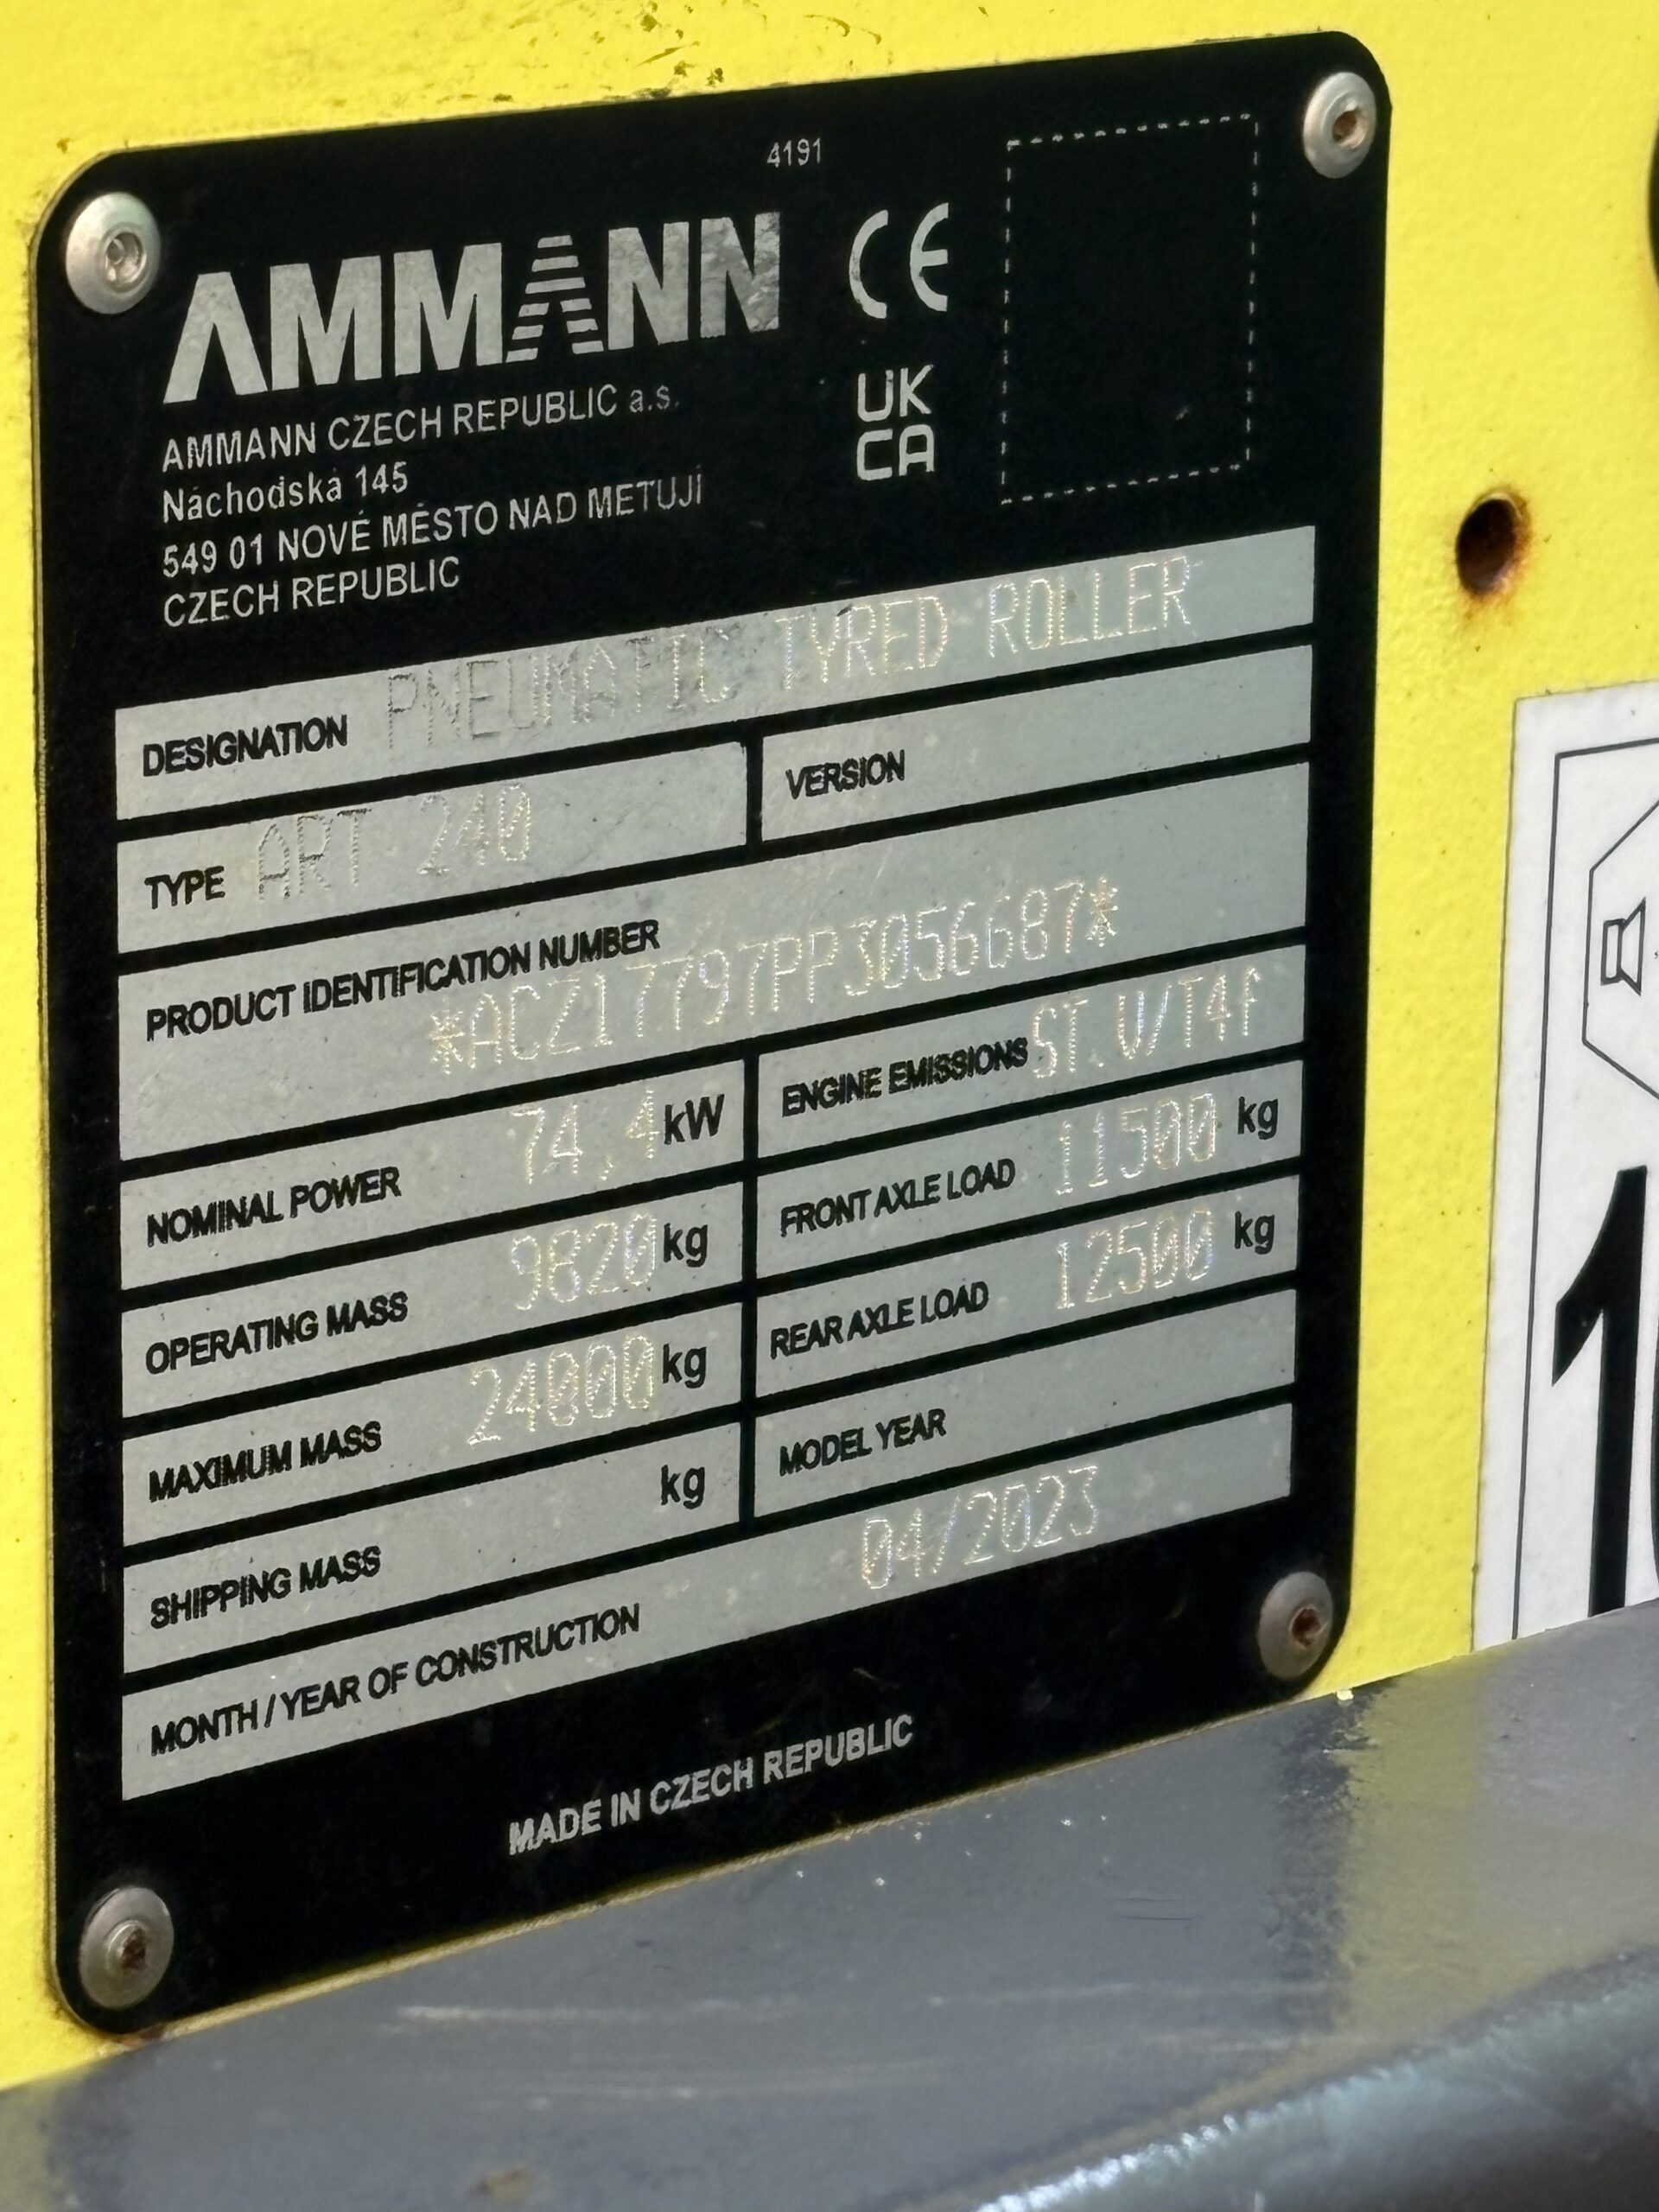 4191
AMMANN
CE
UK
CA
AMMANN CZECH REPUBLIC a.s.
Náchodská 145
549 01 NOVÉ MĚSTO NAD METUJÍ
CZECH REPUBLIC
DESIGNATION PNEUMATIC TYRED ROLLER
TYPE ART 240
VERSION
PRODUCT IDENTIFICATION NUMBER
*ACZ17797PP3056687*
NOMINAL POWER 74,4 kW
ENGINE EMISSIONS ST.V/T4f
OPERATING MASS 9820 kg
FRONT AXLE LOAD 11500 kg
MAXIMUM MASS 24000 kg
REAR AXLE LOAD 12500 kg
SHIPPING MASS kg
MODEL YEAR
MONTH / YEAR OF CONSTRUCTION 04/2023
MADE IN CZECH REPUBLIC